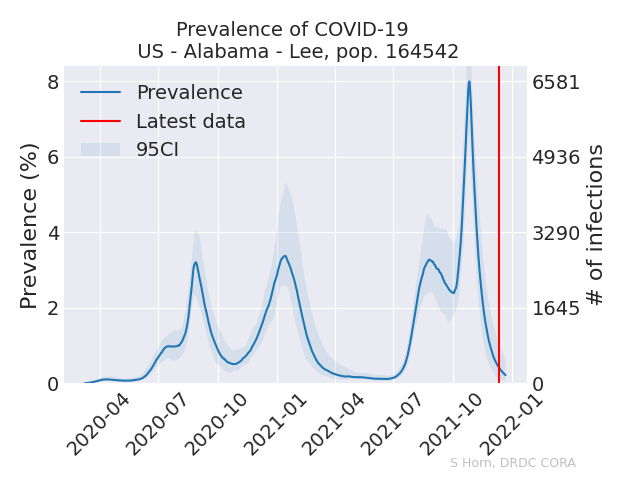 Prevalence of COVID-19
US - Alabama - Lee, pop. 164542
Prevalence
Latest data
95CI
Prevalence (%)
8
6
4
2
0
6581
4936
3290
1645
0
# of infections
2020-04
2020-07
2020-10
2021-01
2021-04
2021-07
2021-10
2022-01
S Horn, DRDC CORA